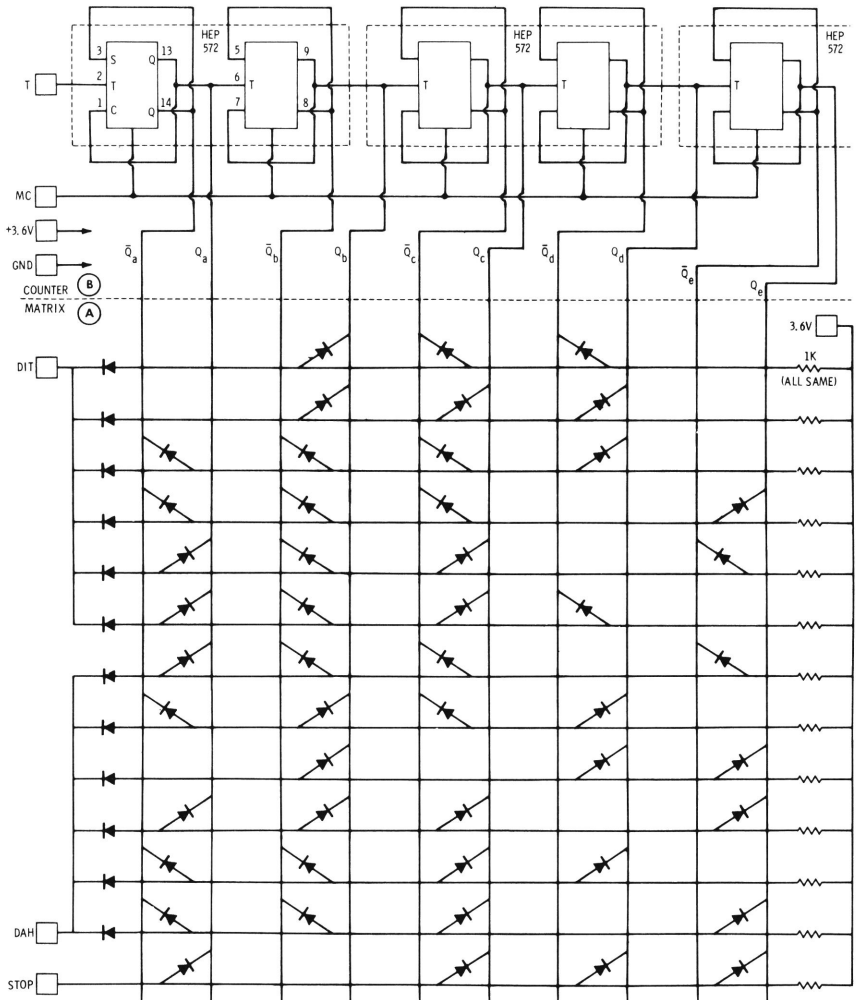 HEP
572
HEP
572
HEP
572
3
S
Q
13
5
9
T
2
T
6
T
T
T
T
1
C
Q
14
7
8
MC
+3.6V
Q̄a
Qa
Q̄b
Qb
Q̄c
Qc
Q̄d
Qd
Q̄e
Qe
GND
COUNTER B
MATRIX A
3.6V
DIT
1K
(ALL SAME)
DAH
STOP